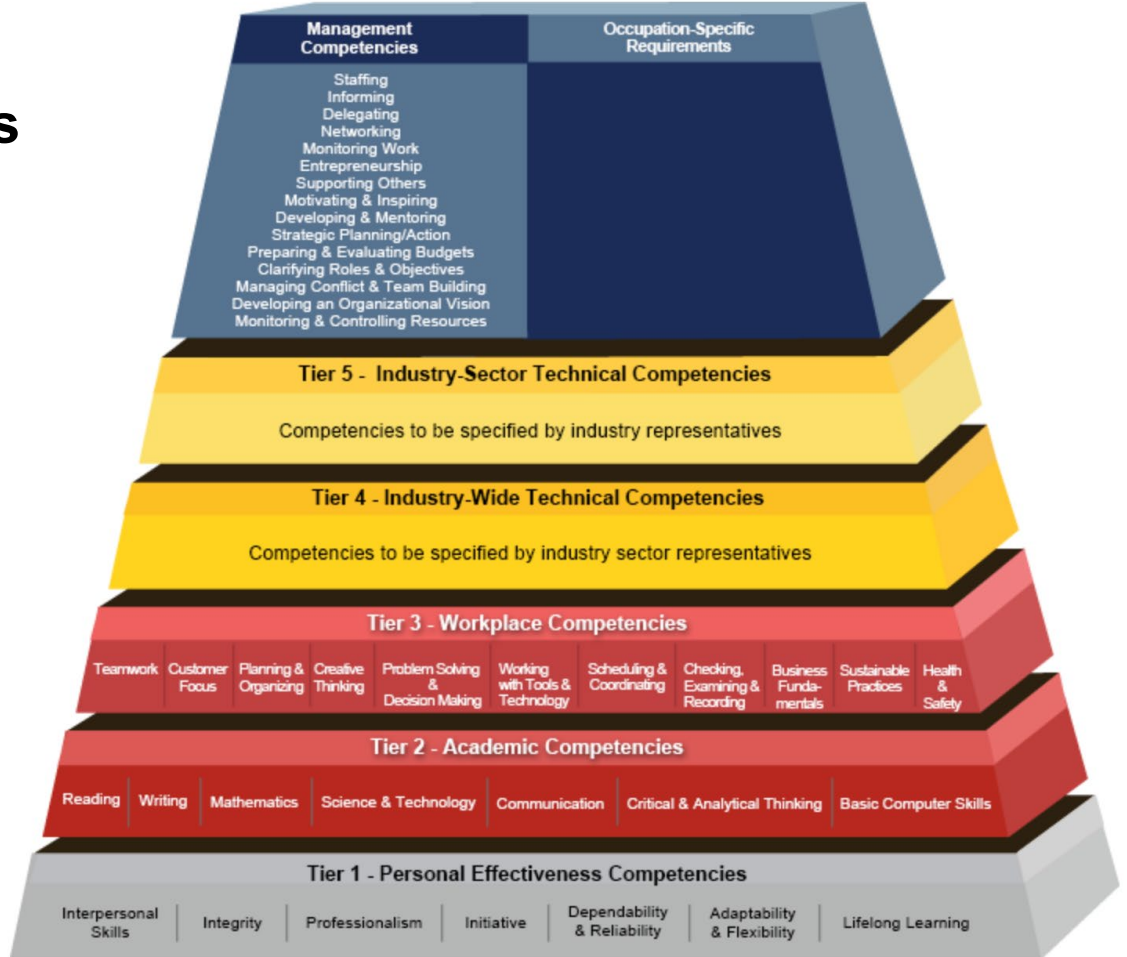 s
Management
Competencies
Occupation-Specific
Requirements
Staffing
Informing
Delegating
Networking
Monitoring Work
Entrepreneurship
Supporting Others
Motivating & Inspiring
Developing & Mentoring
Strategic Planning/Action
Preparing & Evaluating Budgets
Clarifying Roles & Objectives
Managing Conflict & Team Building
Developing an Organizational Vision
Monitoring & Controlling Resources
Tier 5 - Industry-Sector Technical Competencies
Competencies to be specified by industry representatives
Tier 4 - Industry-Wide Technical Competencies
Competencies to be specified by industry sector representatives
Tier 3 - Workplace Competencies
Teamwork
Customer
Focus
Planning &
Organizing
Creative
Thinking
Problem Solving
&
Decision Making
Working
with Tools &
Technology
Scheduling &
Coordinating
Checking,
Examining &
Recording
Business
Funda-
mentals
Sustainable
Practices
Health
&
Safety
Tier 2 - Academic Competencies
Reading
Writing
Mathematics
Science & Technology
Communication
Critical & Analytical Thinking
Basic Computer Skills
Tier 1 - Personal Effectiveness Competencies
Interpersonal
Skills
Integrity
Professionalism
Initiative
Dependability
& Reliability
Adaptability
& Flexibility
Lifelong Learning